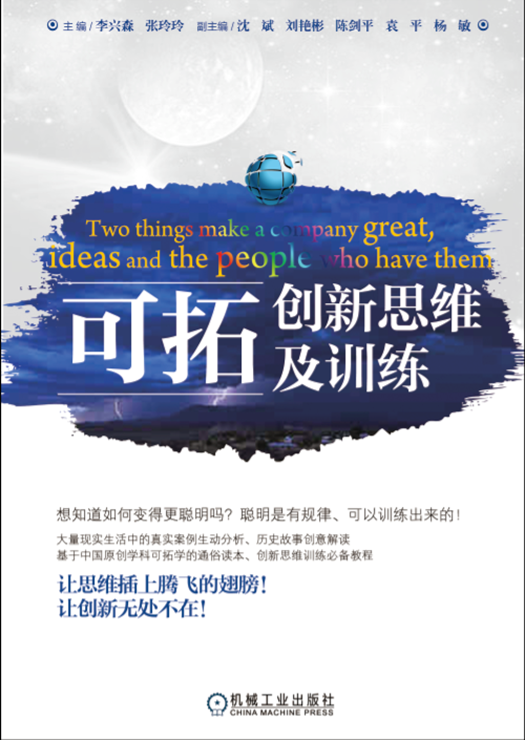 主编/李兴森 张玲玲 副主编/沈 斌 刘艳彬 陈剑平 袁 平 杨 敏
Two things make a company great,
ideas and the people who have them
可拓
创新思维
及训练
想知道如何变得更聪明吗？聪明是有规律、可以训练出来的！
大量现实生活中的真实案例生动分析、历史故事创意解读
基于中国原创学科可拓学的通俗读本、创新思维训练必备教程
让思维插上腾飞的翅膀！
让创新无处不在！
机械工业出版社
CHINA MACHINE PRESS